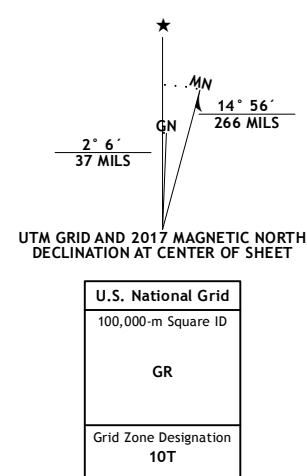 ★
MN
14° 56´
266 MILS
GN
2° 6´
37 MILS
UTM GRID AND 2017 MAGNETIC NORTH
DECLINATION AT CENTER OF SHEET
U.S. National Grid
100,000-m Square ID
GR
Grid Zone Designation
10T